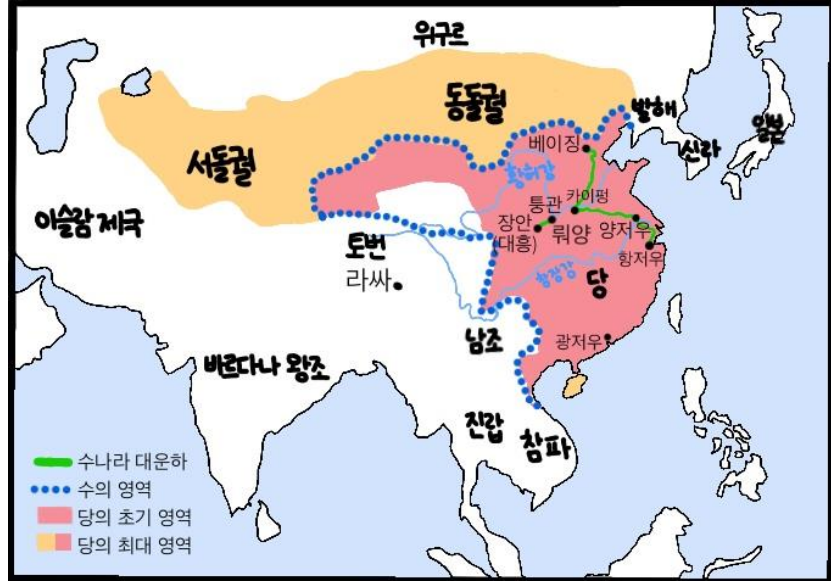 위구르
동돌궐
서돌궐
발해
베이징
신라
일본
황허강
카이펑
퉁관
이슬람 제국
장안
(대흥)
뤄양
양저우
항저우
토번
라싸
창장강
당
남조
광저우
바르다나 왕조
진랍
참파
수나라 대운하
수의 영역
당의 초기 영역
당의 최대 영역